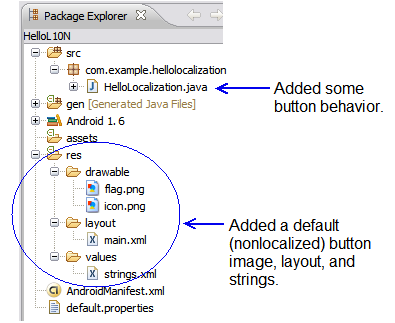 Package Explorer
HelloL10N
src
com.example.hellolocalization
HelloLocalization.java
gen [Generated Java Files]
Android 1.6
assets
res
drawable
flag.png
icon.png
layout
main.xml
values
strings.xml
AndroidManifest.xml
default.properties
Added some
button behavior.
Added a default
(nonlocalized) button
image, layout, and
strings.